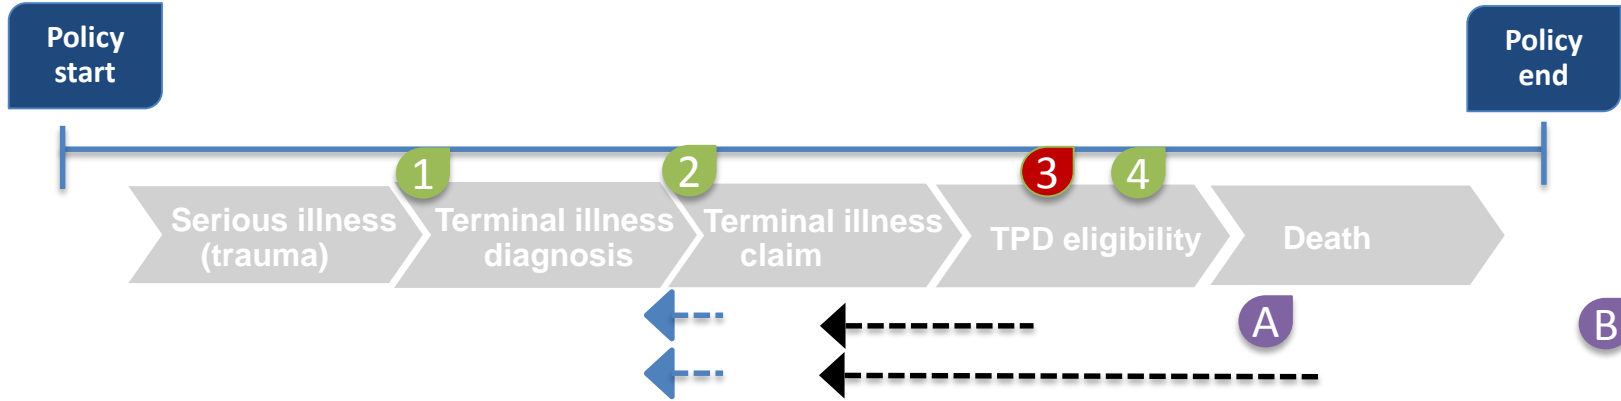 Policy
start
Policy
end
1
2
3
4
Serious illness
(trauma)
Terminal illness
diagnosis
Terminal illness
claim
TPD eligibility
Death
A
B